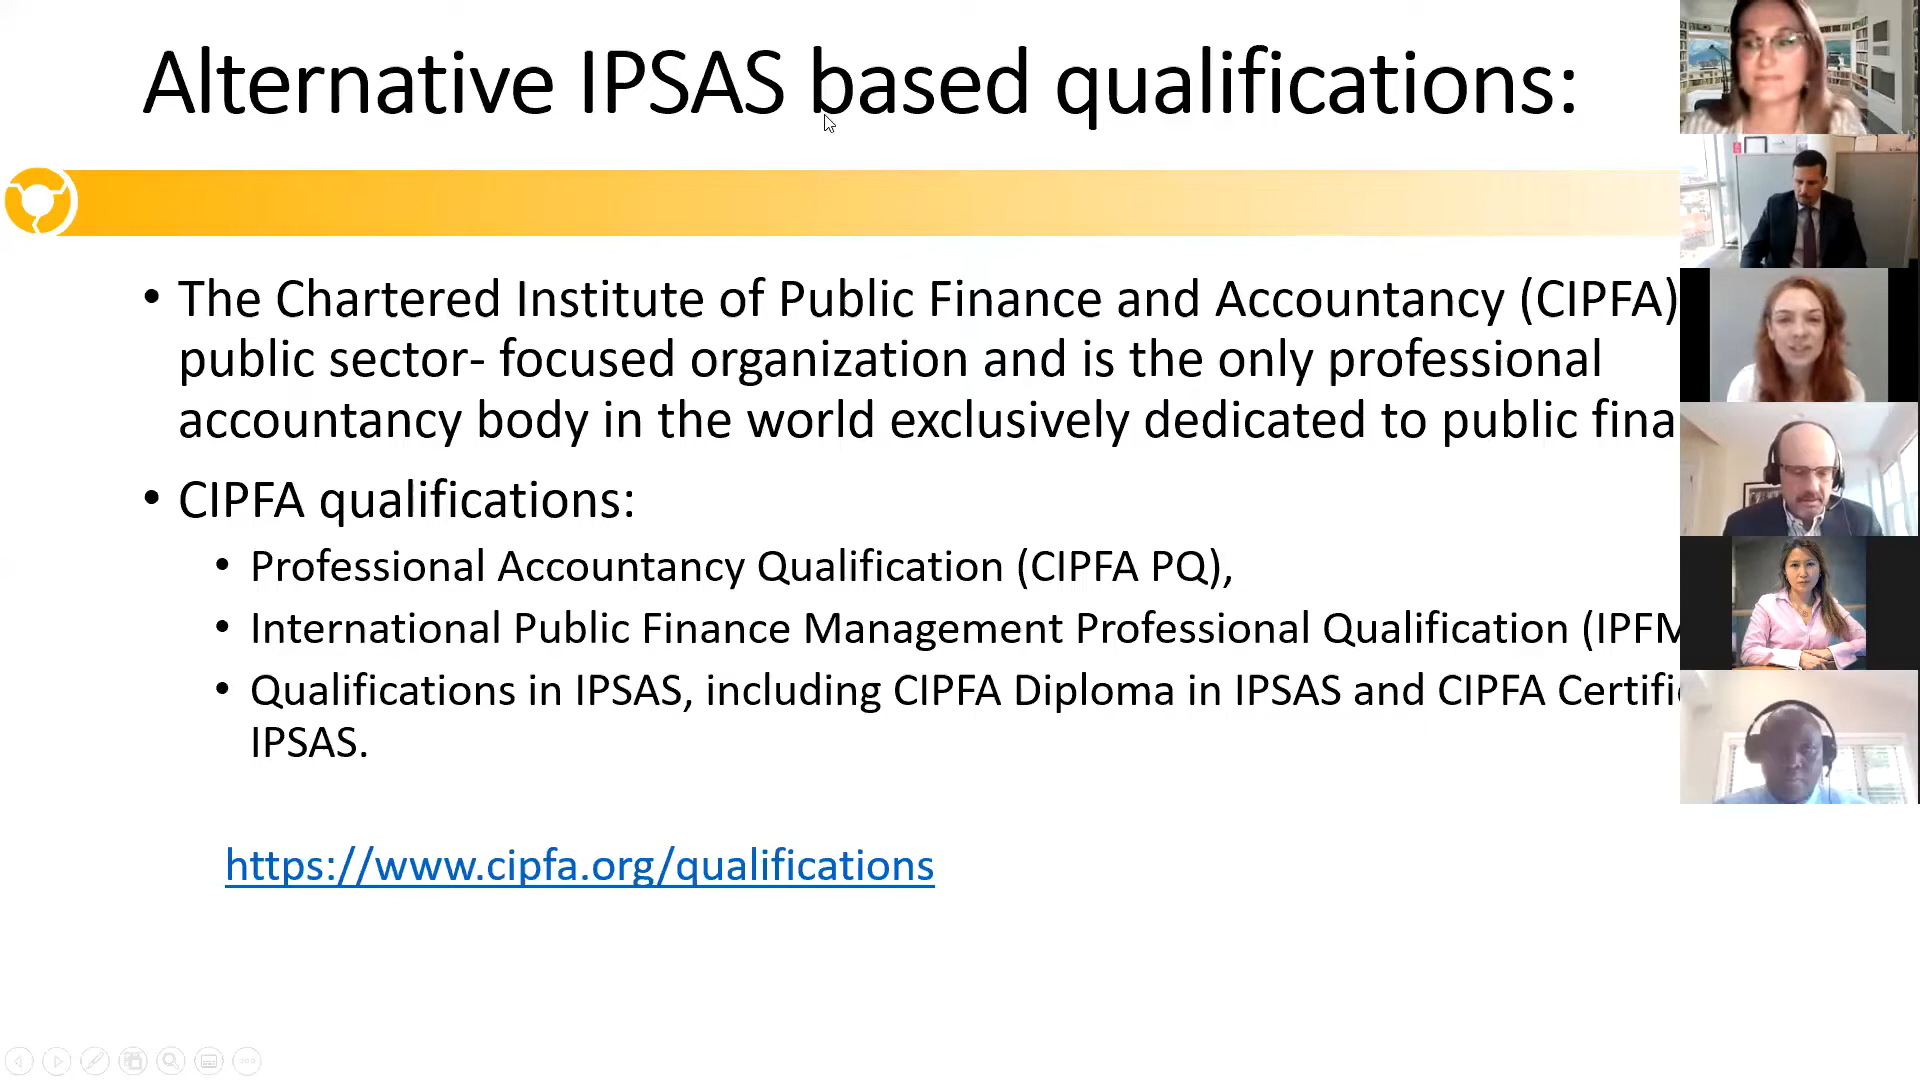 Alternative IPSAS based qualifications:
• The Chartered Institute of Public Finance and Accountancy (CIPFA)
public sector- focused organization and is the only professional
accountancy body in the world exclusively dedicated to public fina
• CIPFA qualifications:
• Professional Accountancy Qualification (CIPFA PQ),
• International Public Finance Management Professional Qualification (IPFM
• Qualifications in IPSAS, including CIPFA Diploma in IPSAS and CIPFA Certifi
IPSAS.
https://www.cipfa.org/qualifications